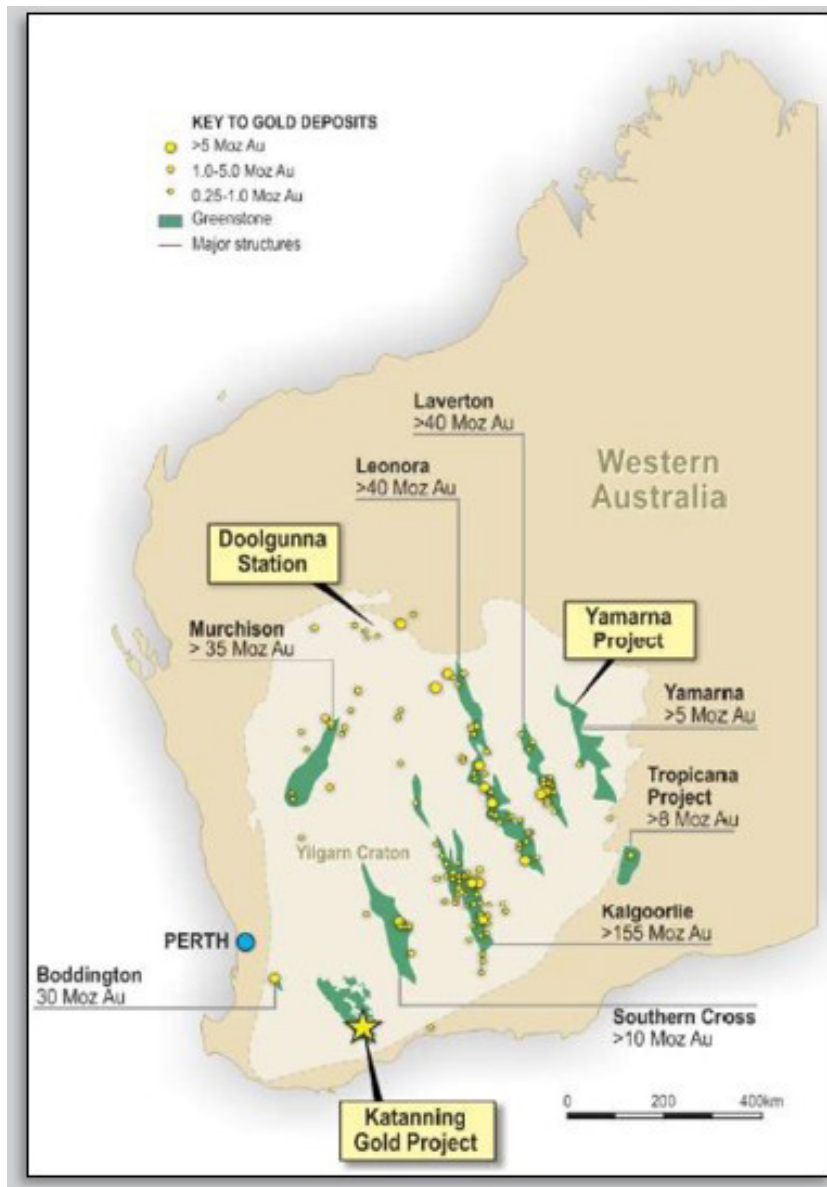 KEY TO GOLD DEPOSITS
>5 Moz Au
1.0-5.0 Moz Au
0.25-1.0 Moz Au
Greenstone
Major structures
Laverton
>40 Moz Au
Leonora
>40 Moz Au
Western
Australia
Doolgunna
Station
Murchison
> 35 Moz Au
Yamarna
Project
Yamarna
>5 Moz Au
Tropicana
Project
>8 Moz Au
Yilgarn Craton
Kalgoorlie
>155 Moz Au
PERTH
Boddington
30 Moz Au
Southern Cross
>10 Moz Au
Katanning
Gold Project
0 200 400km